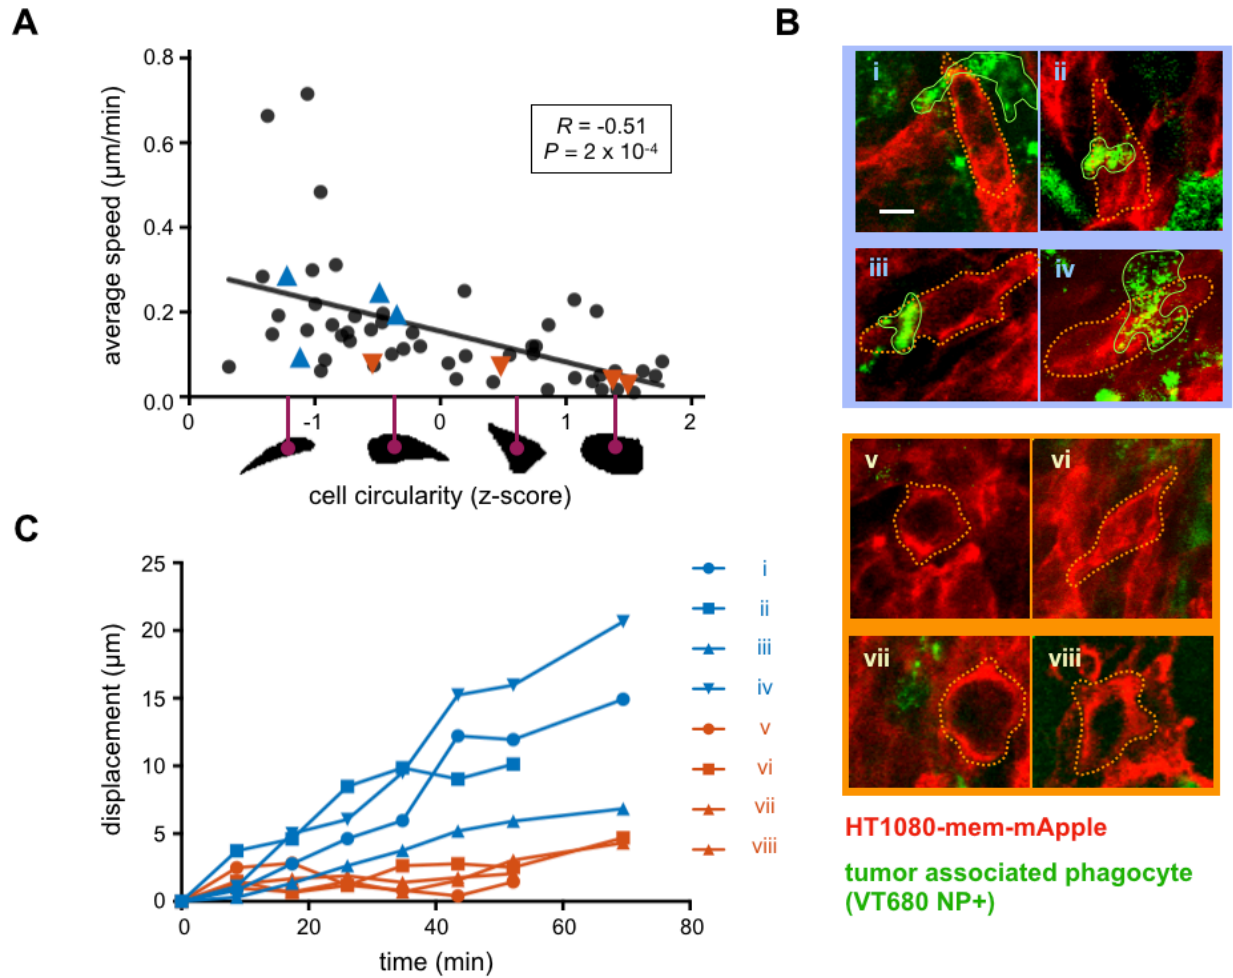 A
0.8
0.6
0.4
0.2
0.0
average speed (μm/min)
R = -0.51
P = 2 x 10-4
0
-1
0
1
2
cell circularity (z-score)
B
i
ii
iii
iv
v
vi
vii
viii
HT1080-mem-mApple
tumor associated phagocyte
(VT680 NP+)
C
25
20
15
10
5
0
displacement (μm)
0
20
40
60
80
time (min)
i
ii
iii
iv
v
vi
vii
viii